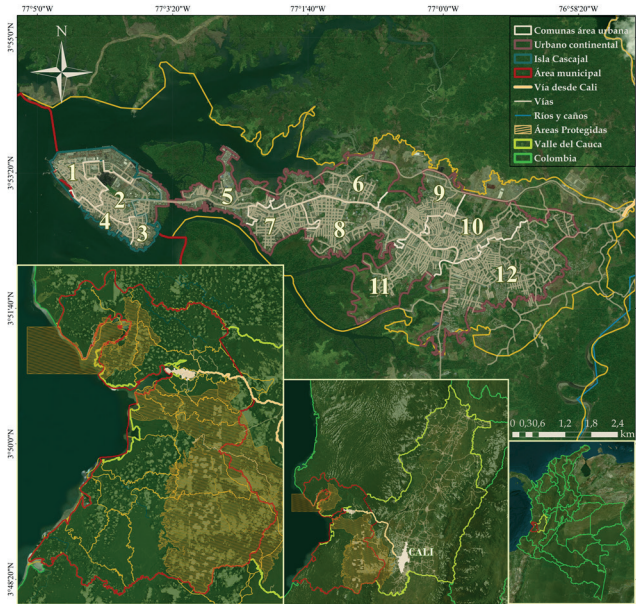 77°5'0" 77°3'20" 77°1'40" 77°0'0" 76°58'20"
3°55'0"
3°53'20"
3°51'40"
3°50'0"
3°48'20"
N
Comunas área urbana
Urbano continental
Isla Cascajal
Área municipal
Vía desde Cali
Vías
Ríos y caños
Áreas Protegidas
Valle del Cauca
Colombia
1
2
3
4
5
6
7
8
9
10
11
12
0 0,30,6 1,2 1,8 2,4
km
CALI